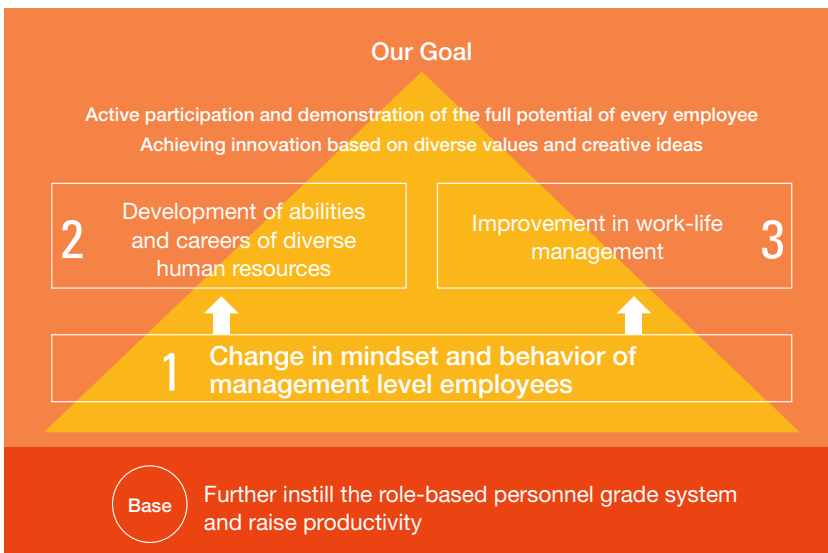 Our Goal
Active participation and demonstration of the full potential of every employee
Achieving innovation based on diverse values and creative ideas
2
Development of abilities
and careers of diverse
human resources
Improvement in work-life
management
3
1
Change in mindset and behavior of
management level employees
Base
Further instill the role-based personnel grade system
and raise productivity